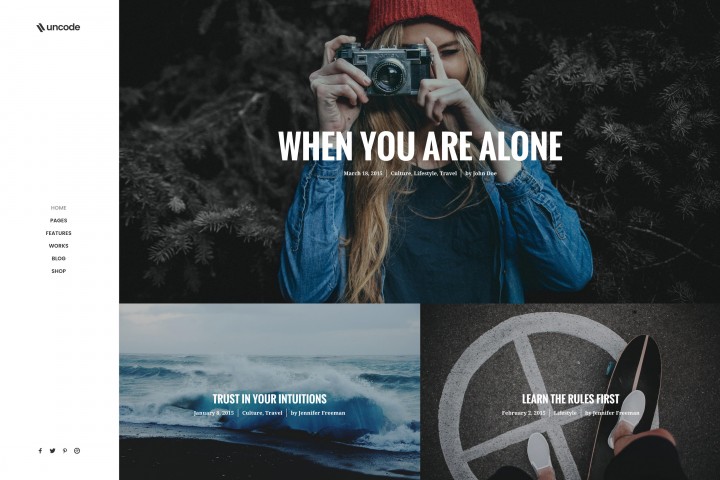 uncode
HOME
PAGES
FEATURES
WORKS
BLOG
SHOP
WHEN YOU ARE ALONE
March 18, 2015 | Culture, Lifestyle, Travel | by John Doe
TRUST IN YOUR INTUITIONS
January 8, 2015 | Culture, Travel | by Jennifer Freeman
LEARN THE RULES FIRST
February 2, 2015 | Lifestyle | by Jennifer Freeman